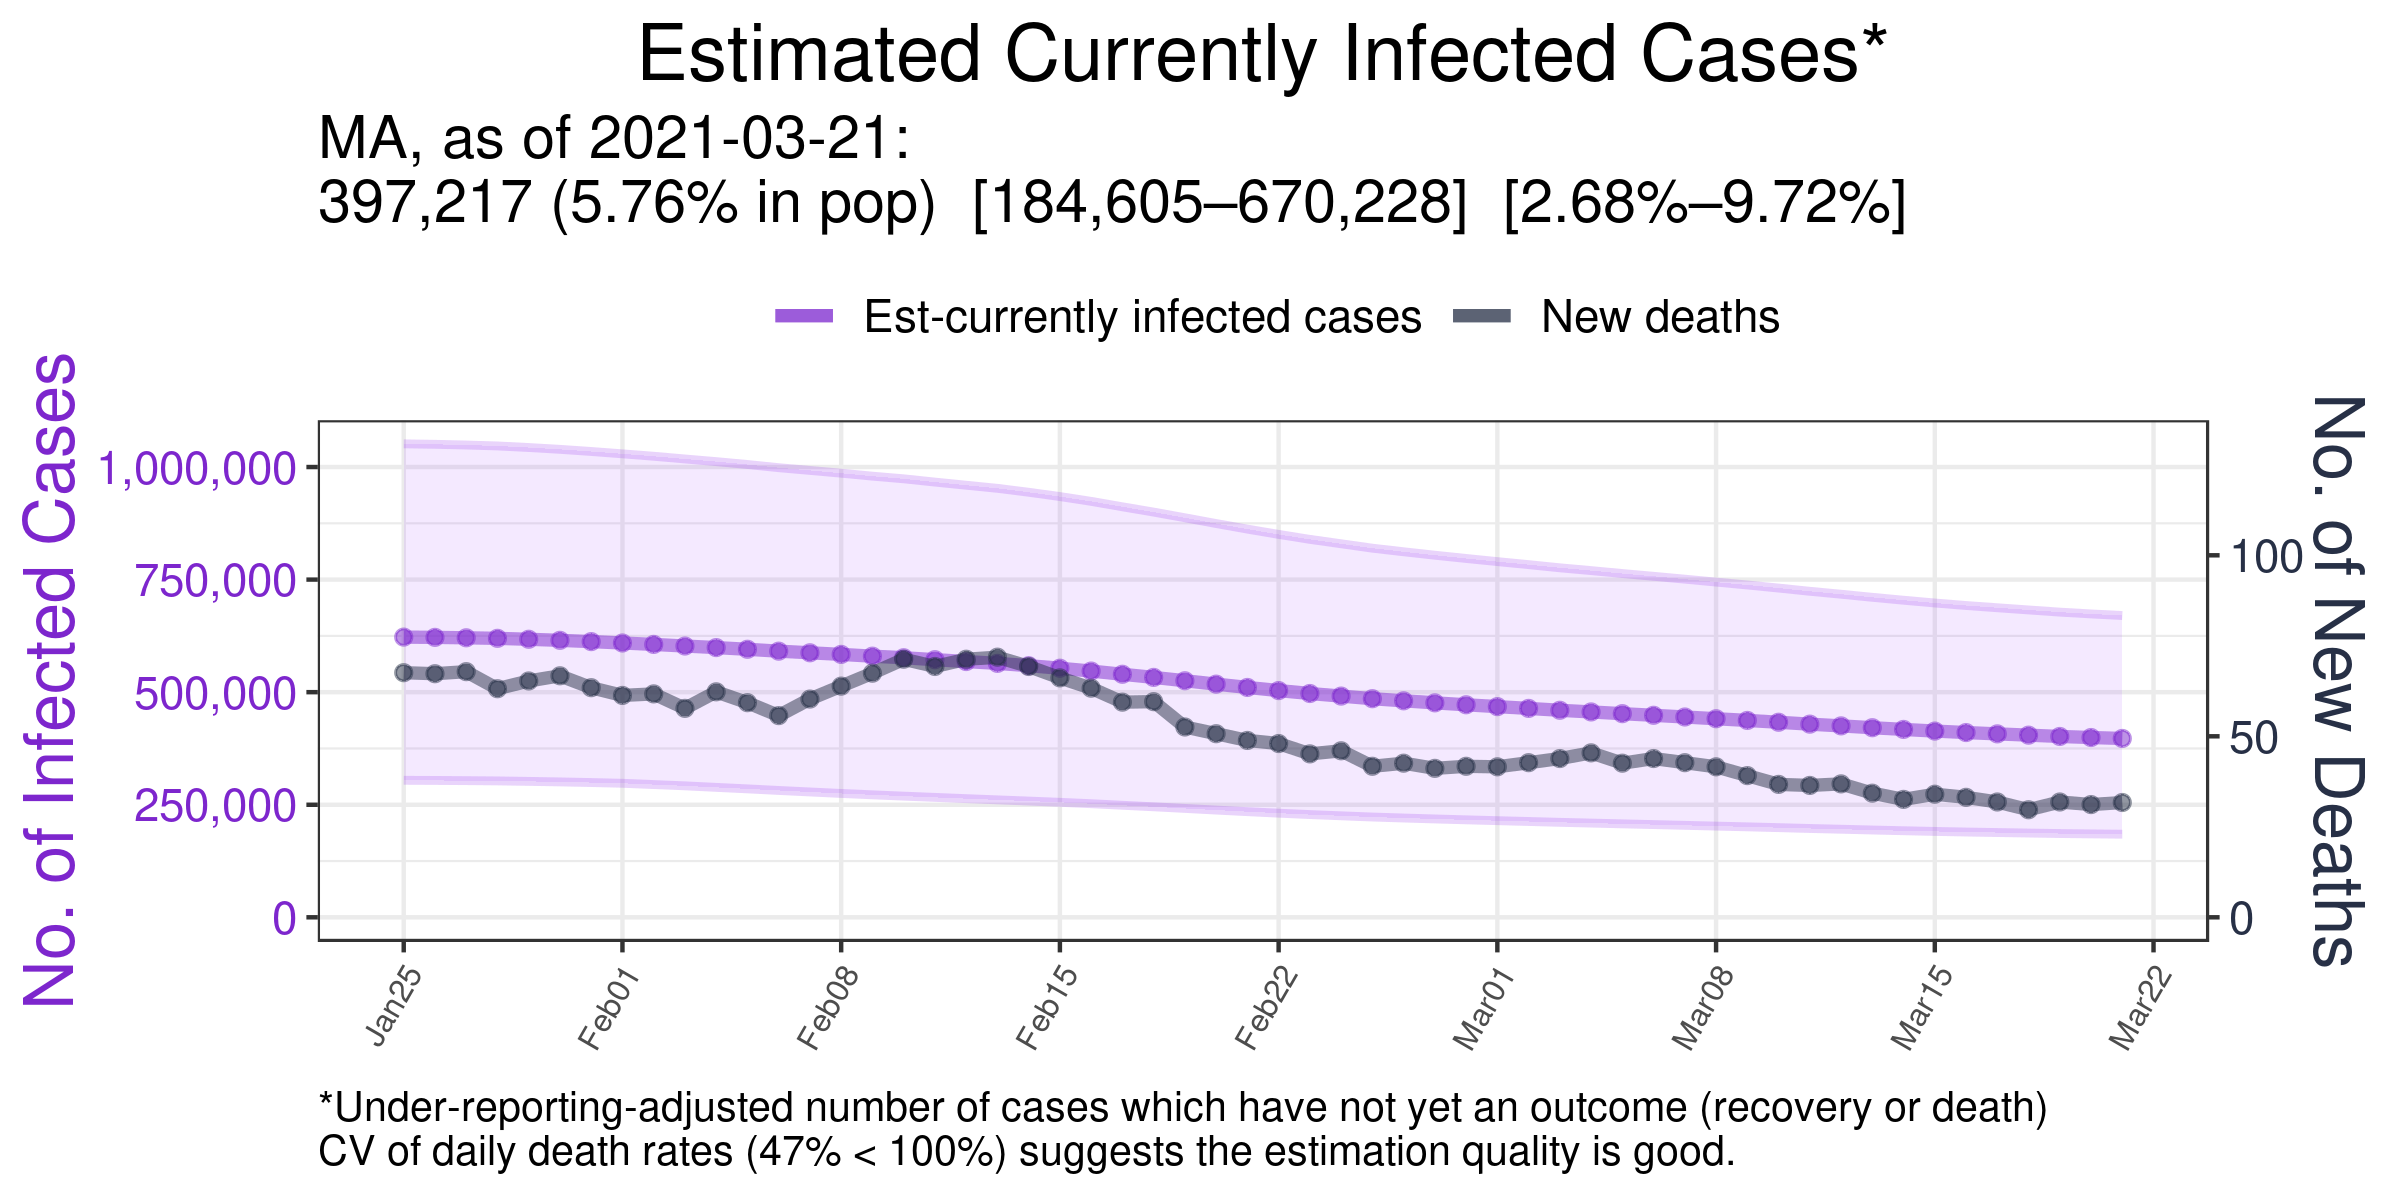 Estimated Currently Infected Cases*
MA, as of 2021-03-21:
397,217 (5.76% in pop) [184,605–670,228] [2.68%–9.72%]
Est-currently infected cases
New deaths
No. of Infected Cases
1,000,000
750,000
500,000
250,000
0
No. of New Deaths
100
50
0
Jan25
Feb01
Feb08
Feb15
Feb22
Mar01
Mar08
Mar15
Mar22
*Under-reporting-adjusted number of cases which have not yet an outcome (recovery or death)
CV of daily death rates (47% < 100%) suggests the estimation quality is good.